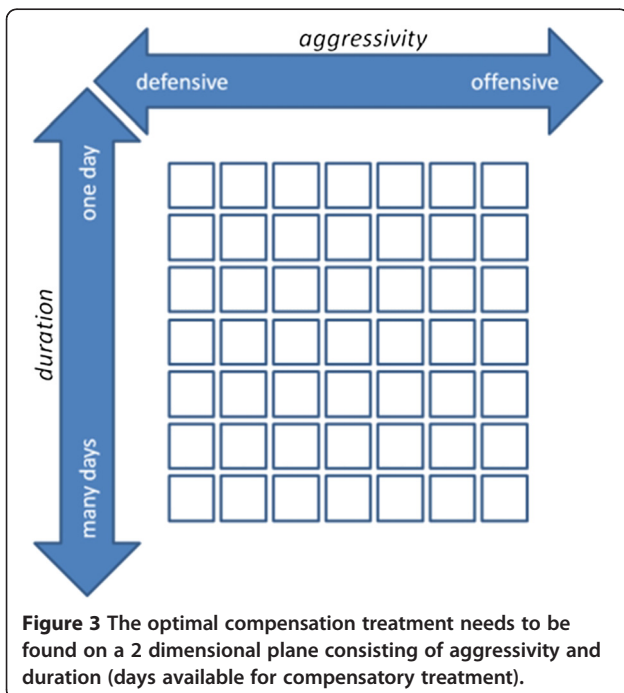 aggressivity
defensive offensive
one day
duration
many days
Figure 3 The optimal compensation treatment needs to be
found on a 2 dimensional plane consisting of aggressivity and
duration (days available for compensatory treatment).